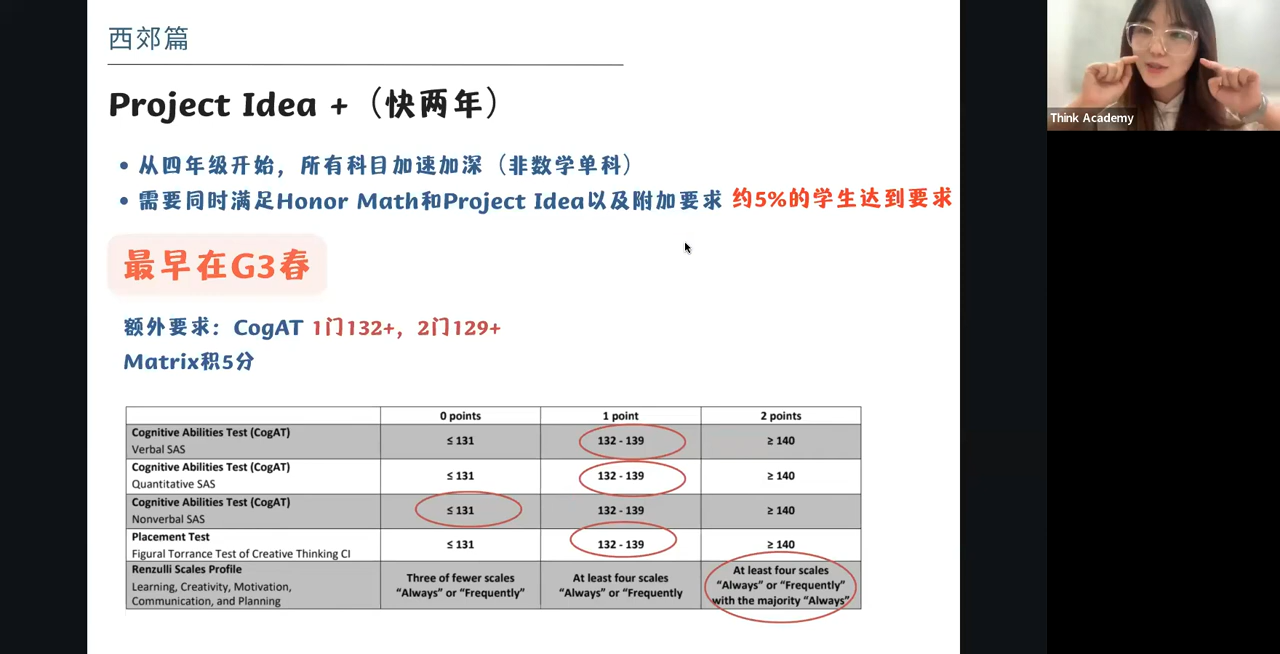 西郊篇
Project Idea +（快两年）
• 从四年级开始，所有科目加速加深（非数学单科）
• 需要同时满足Honor Math和Project Idea以及附加要求 约5%的学生达到要求
最早在G3春
额外要求：CogAT 1门132+，2门129+
Matrix积5分
0 points 1 point 2 points
Cognitive Abilities Test (CogAT)
Verbal SAS
≤ 131 132 - 139 ≥ 140
Cognitive Abilities Test (CogAT)
Quantitative SAS
≤ 131 132 - 139 ≥ 140
Cognitive Abilities Test (CogAT)
Nonverbal SAS
≤ 131 132 - 139 ≥ 140
Placement Test
Figural Torrance Test of Creative Thinking CI
≤ 131 132 - 139 ≥ 140
Renzulli Scales Profile
Learning, Creativity, Motivation,
Communication, and Planning
Three of fewer scales
“Always” or “Frequently”
At least four scales
“Always” or “Frequently
At least four scales
“Always” or “Frequently”
with the majority “Always”
Think Academy